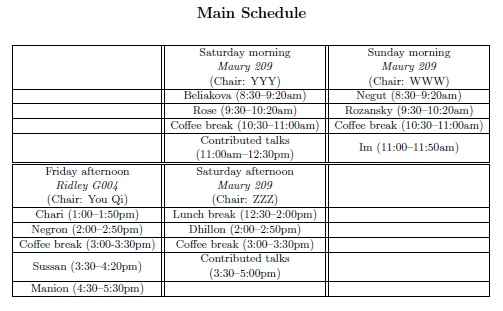 Main Schedule
Saturday morning
Maury 209
(Chair: YYY)
Sunday morning
Maury 209
(Chair: WWW)
Beliakova (8:30–9:20am)
Negut (8:30–9:20am)
Rose (9:30–10:20am)
Rozansky (9:30–10:20am)
Coffee break (10:30–11:00am)
Coffee break (10:30–11:00am)
Contributed talks
(11:00am–12:30pm)
Im (11:00–11:50am)
Friday afternoon
Ridley G004
(Chair: You Qi)
Saturday afternoon
Maury 209
(Chair: ZZZ)
Chari (1:00–1:50pm)
Lunch break (12:30–2:00pm)
Negron (2:00–2:50pm)
Dhillon (2:00–2:50pm)
Coffee break (3:00-3:30pm)
Coffee break (3:00–3:30pm)
Sussan (3:30–4:20pm)
Contributed talks
(3:30–5:00pm)
Manion (4:30–5:30pm)